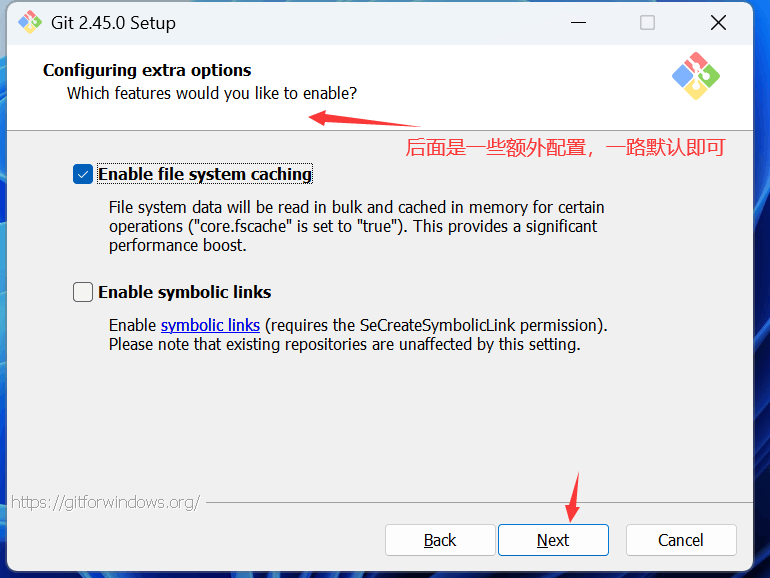 Git 2.45.0 Setup
Configuring extra options
Which features would you like to enable?
后面是一些额外配置，一路默认即可
Enable file system caching
File system data will be read in bulk and cached in memory for certain
operations ("core.fscache" is set to "true"). This provides a significant
performance boost.
Enable symbolic links
Enable symbolic links (requires the SeCreateSymbolicLink permission).
Please note that existing repositories are unaffected by this setting.
https://gitforwindows.org/
Back
Next
Cancel